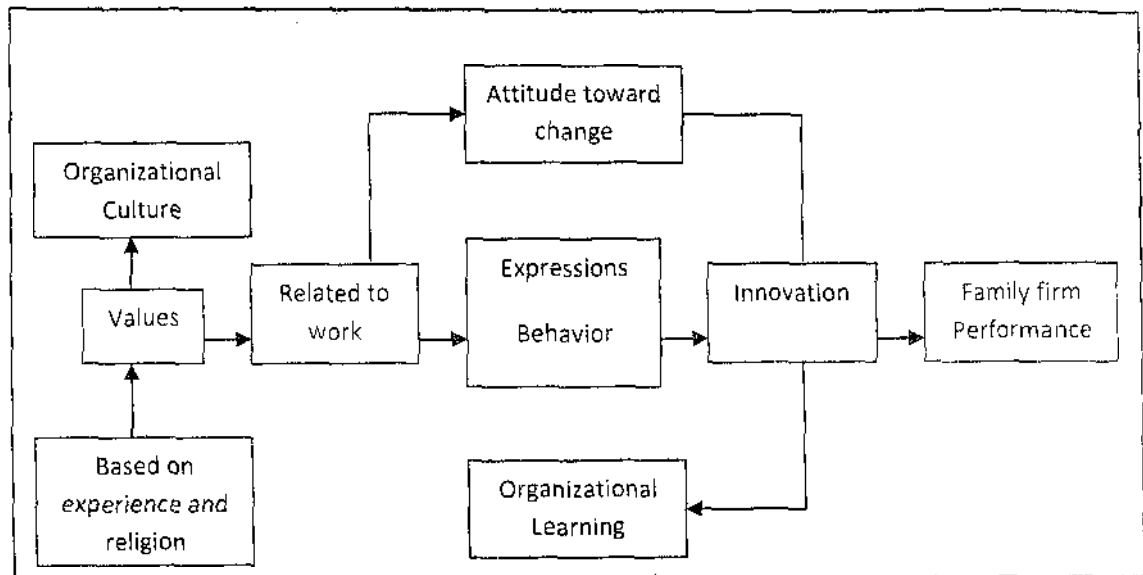 Attitude toward
change
Organizational
Culture
Expressions
Behavior
Related to
work
Innovation
Family firm
Performance
Values
Based on
experience and
religion
Organizational
Learning